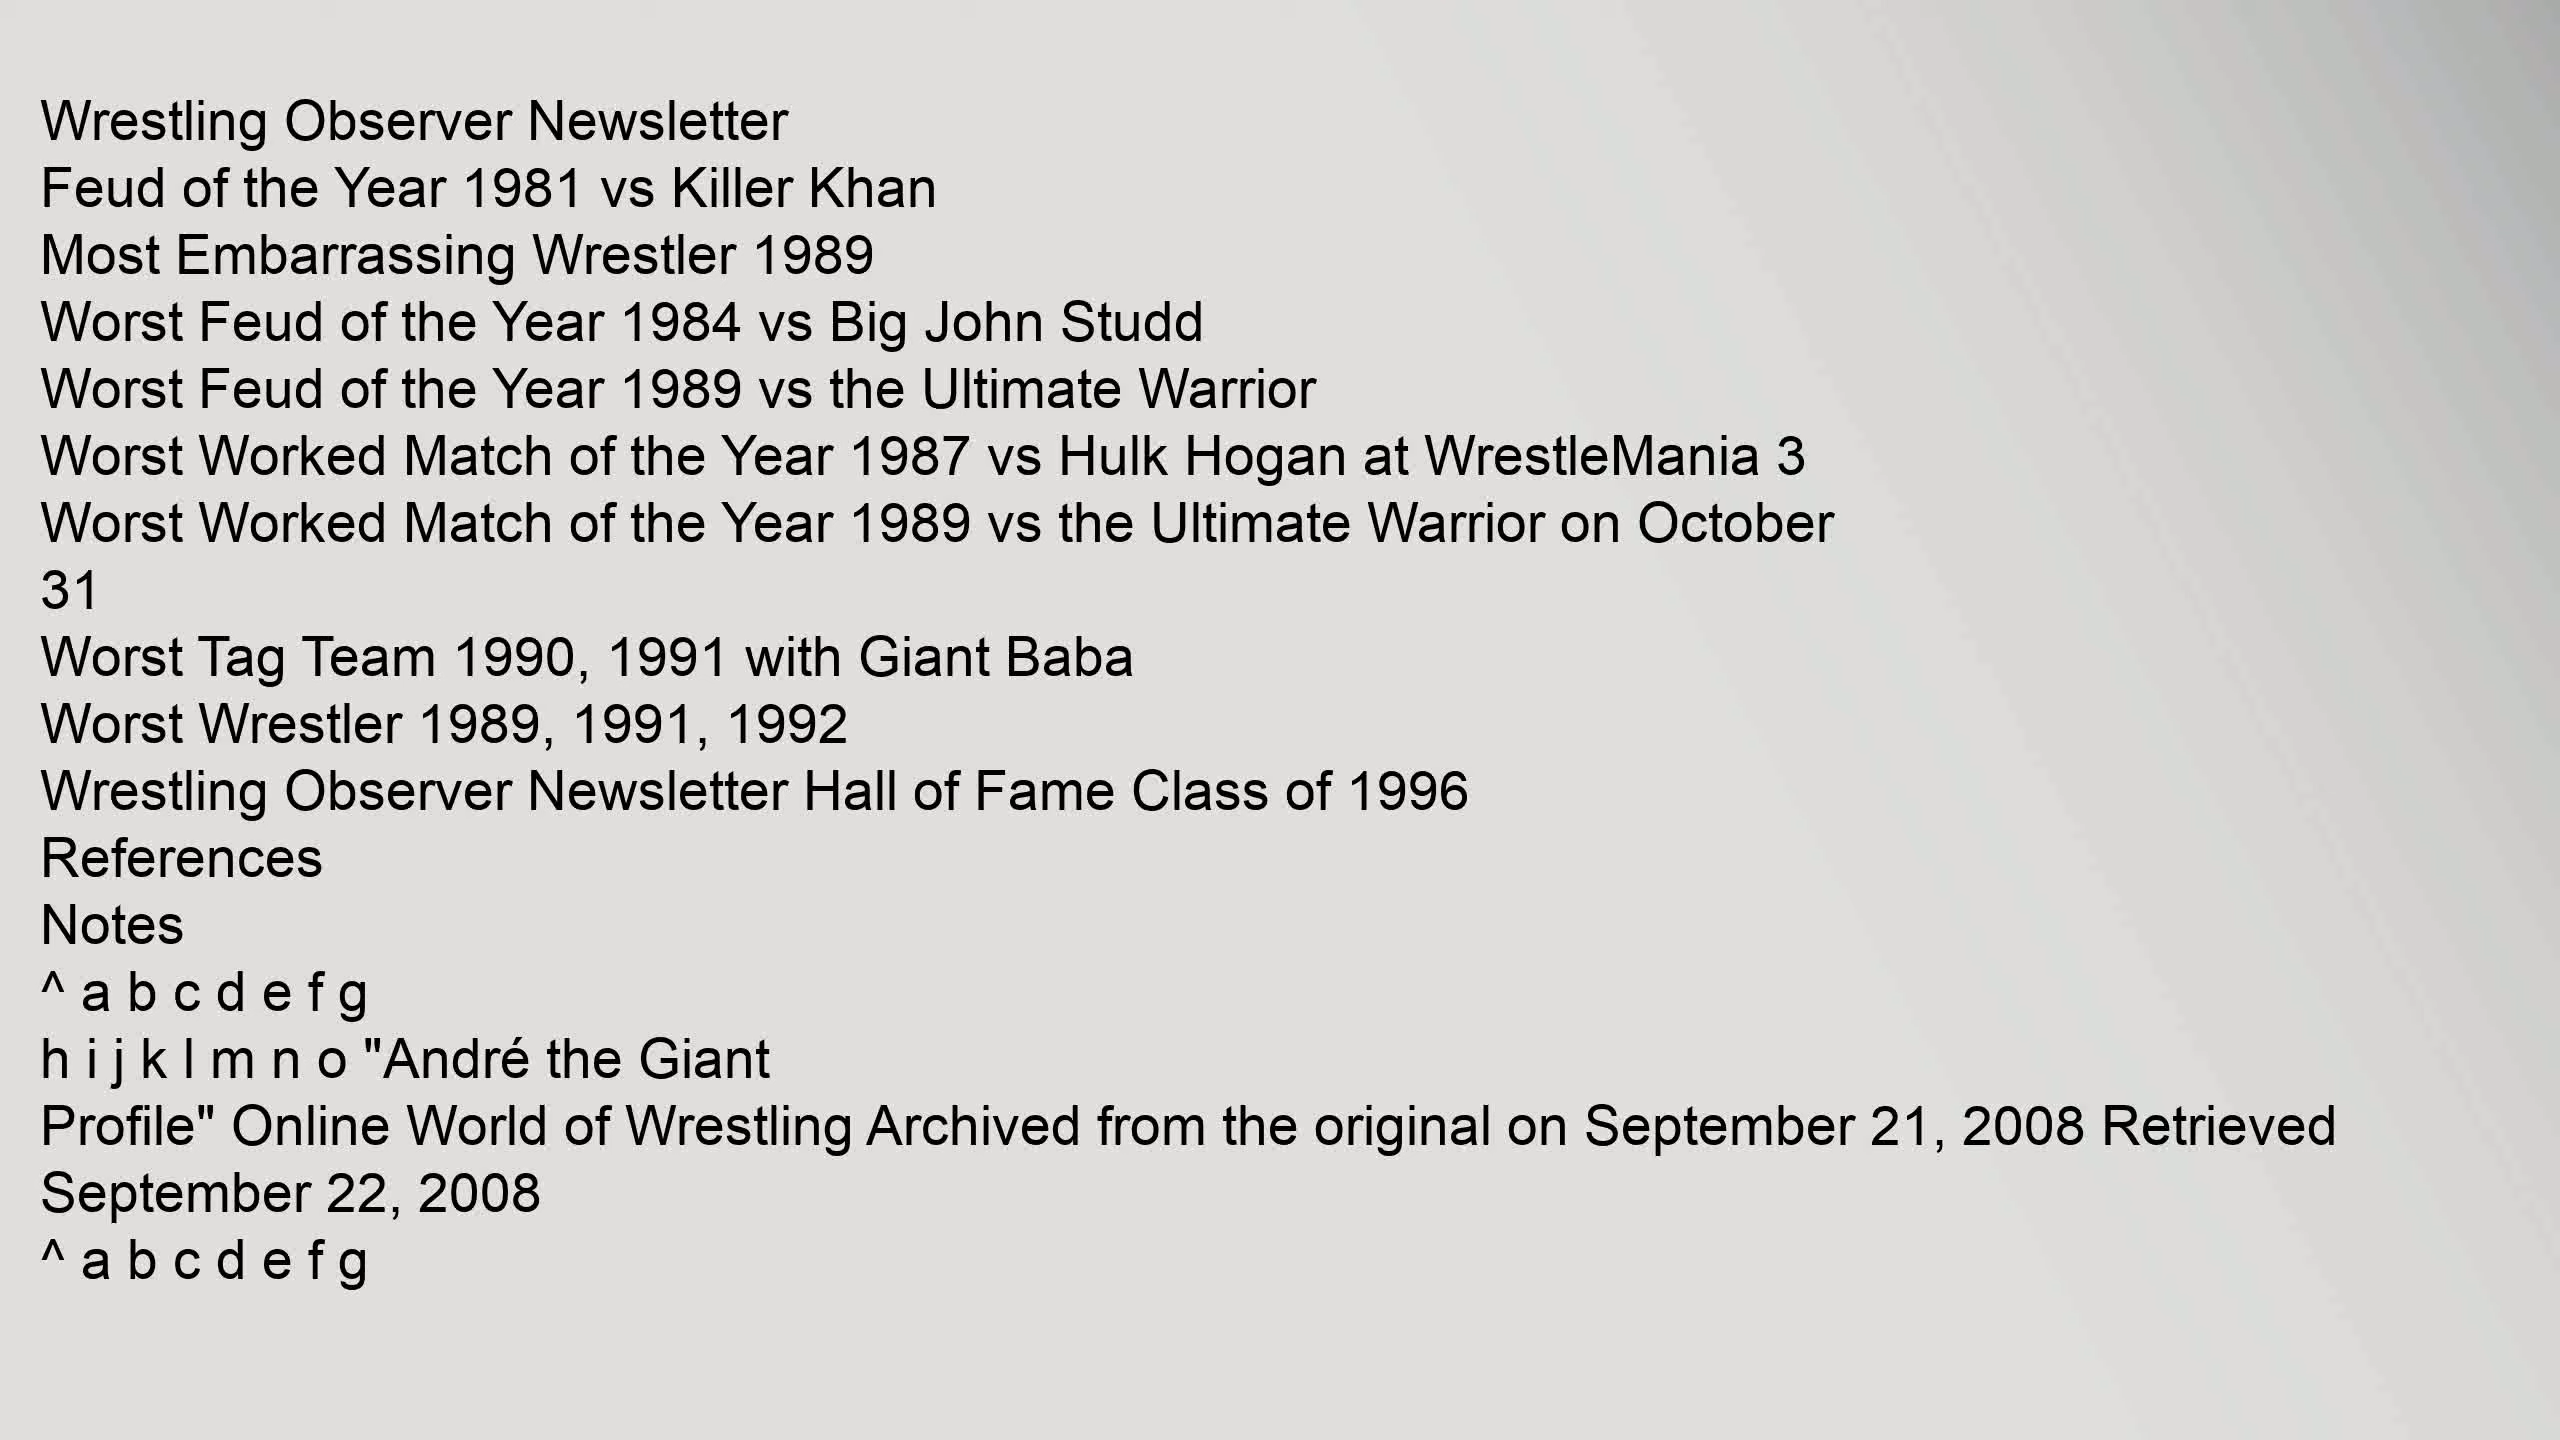 Wrestling Observer Newsletter
Feud of the Year 1981 vs Killer Khan
Most Embarrassing Wrestler 1989
Worst Feud of the Year 1984 vs Big John Studd
Worst Feud of the Year 1989 vs the Ultimate Warrior
Worst Worked Match of the Year 1987 vs Hulk Hogan at WrestleMania 3
Worst Worked Match of the Year 1989 vs the Ultimate Warrior on October
31
Worst Tag Team 1990, 1991 with Giant Baba
Worst Wrestler 1989, 1991, 1992
Wrestling Observer Newsletter Hall of Fame Class of 1996
References
Notes
^ a b c d e f g
h i j k l m n o "André the Giant
Profile" Online World of Wrestling Archived from the original on September 21, 2008 Retrieved
September 22, 2008
^ a b c d e f g